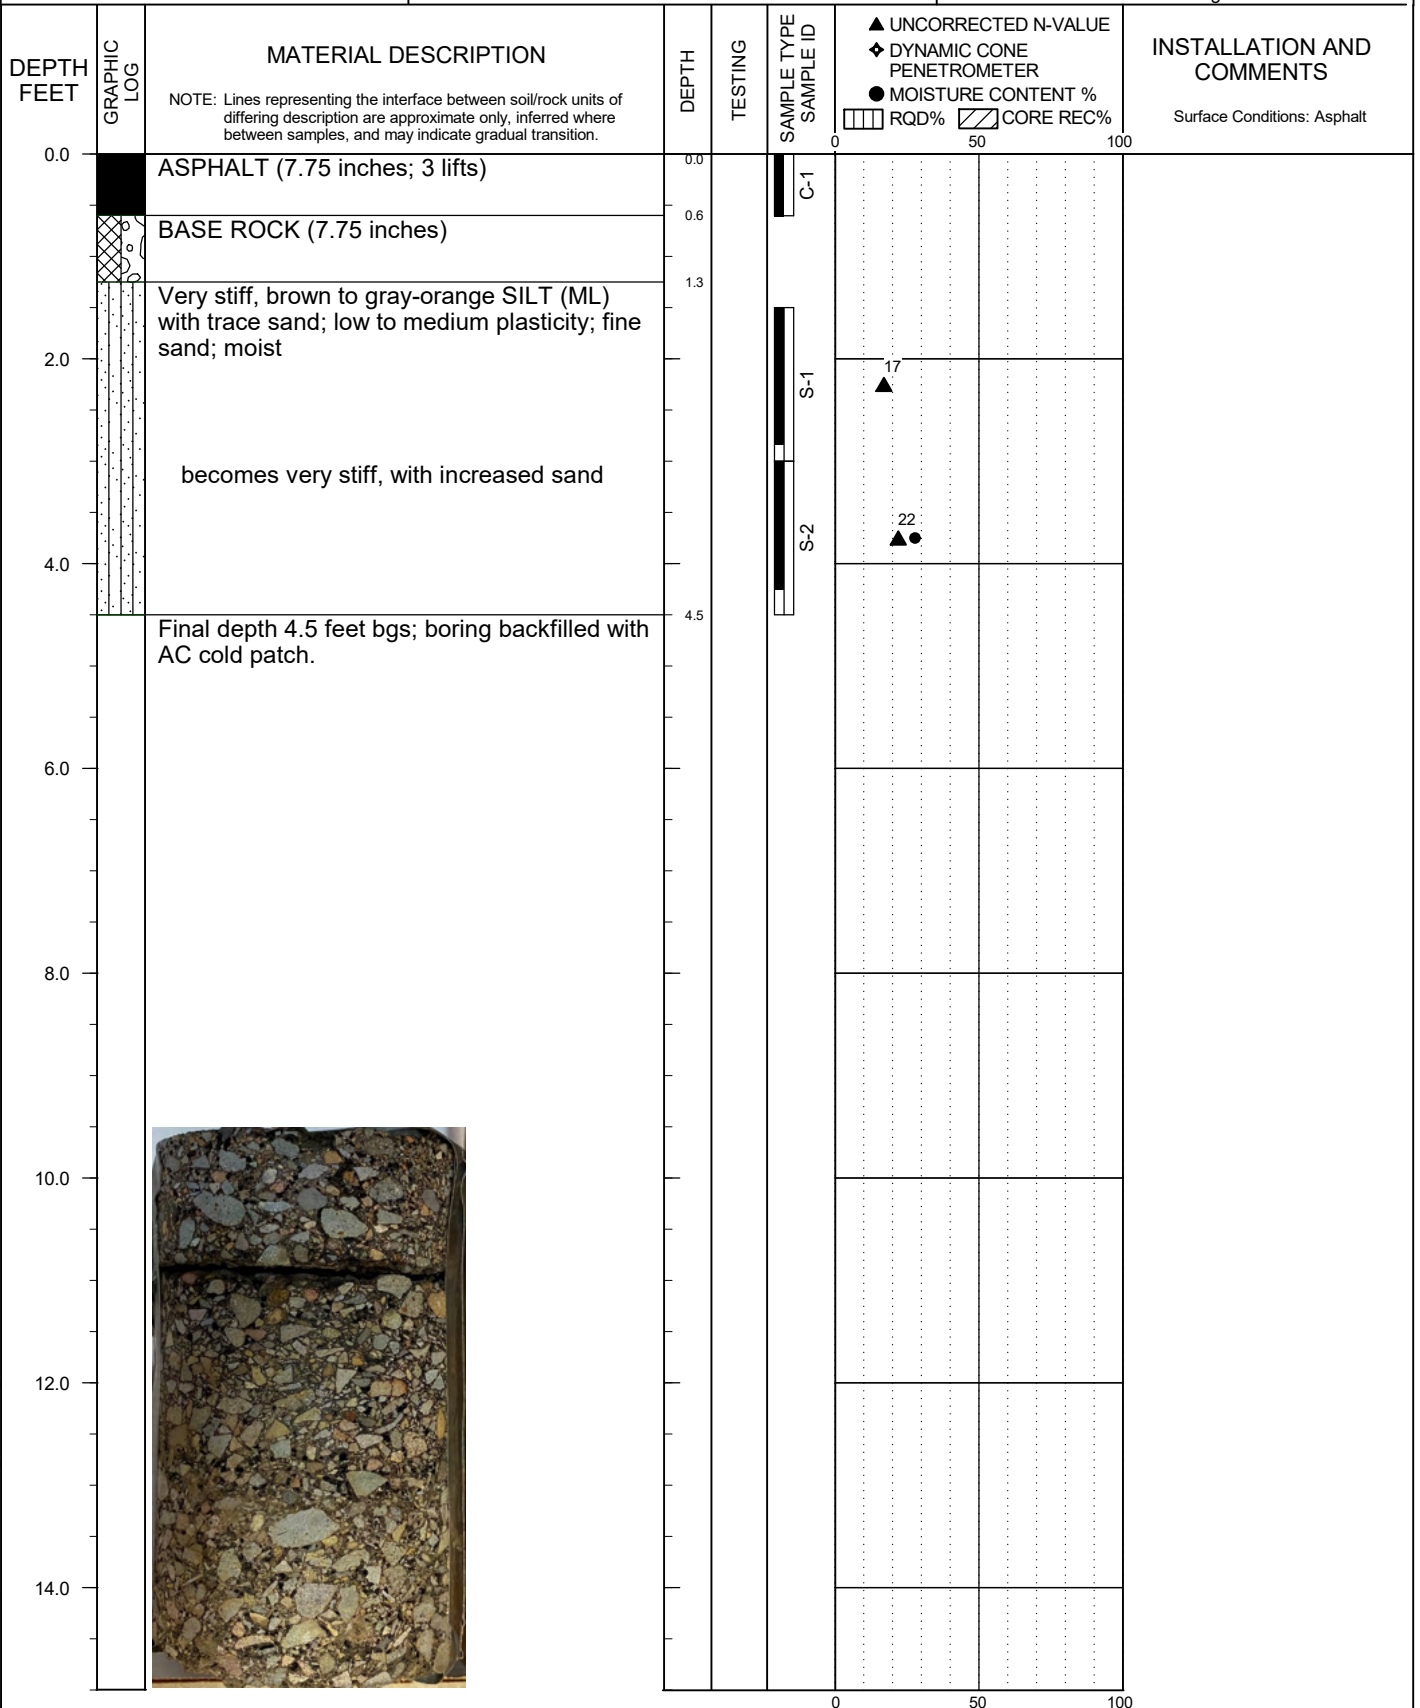 DEPTH
FEET
GRAPHIC
LOG
MATERIAL DESCRIPTION
NOTE: Lines representing the interface between soil/rock units of
differing description are approximate only, inferred where
between samples, and may indicate gradual transition.
DEPTH
TESTING
SAMPLE TYPE
SAMPLE ID
▲ UNCORRECTED N-VALUE
DYNAMIC CONE
PENETROMETER
● MOISTURE CONTENT %
RQD% CORE REC%
0 50 100
INSTALLATION AND
COMMENTS
Surface Conditions: Asphalt
0.0
ASPHALT (7.75 inches; 3 lifts)
0.0
C-1
0.6
BASE ROCK (7.75 inches)
1.3
Very stiff, brown to gray-orange SILT (ML)
with trace sand; low to medium plasticity; fine
sand; moist
2.0
S-1
17
becomes very stiff, with increased sand
S-2
22
4.0
4.5
Final depth 4.5 feet bgs; boring backfilled with
AC cold patch.
6.0
8.0
10.0
12.0
14.0
0 50 100